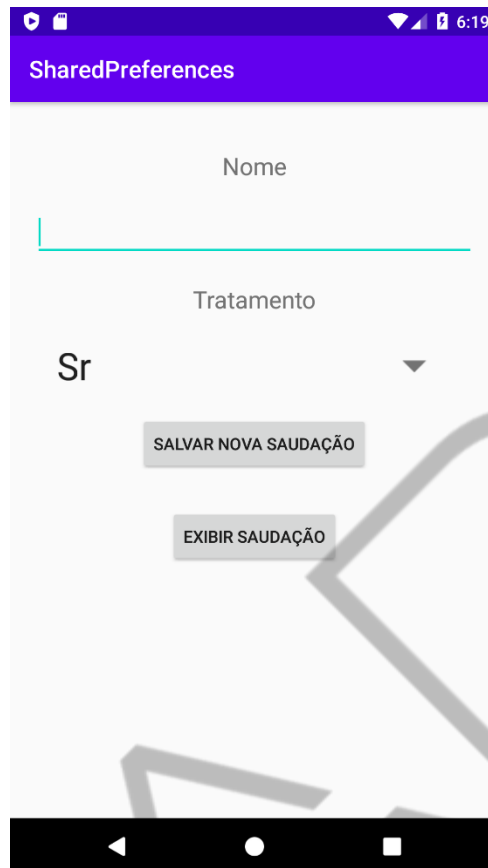 6:19
SharedPreferences
Nome
Tratamento
Sr
SALVAR NOVA SAUDAÇÃO
EXIBIR SAUDAÇÃO